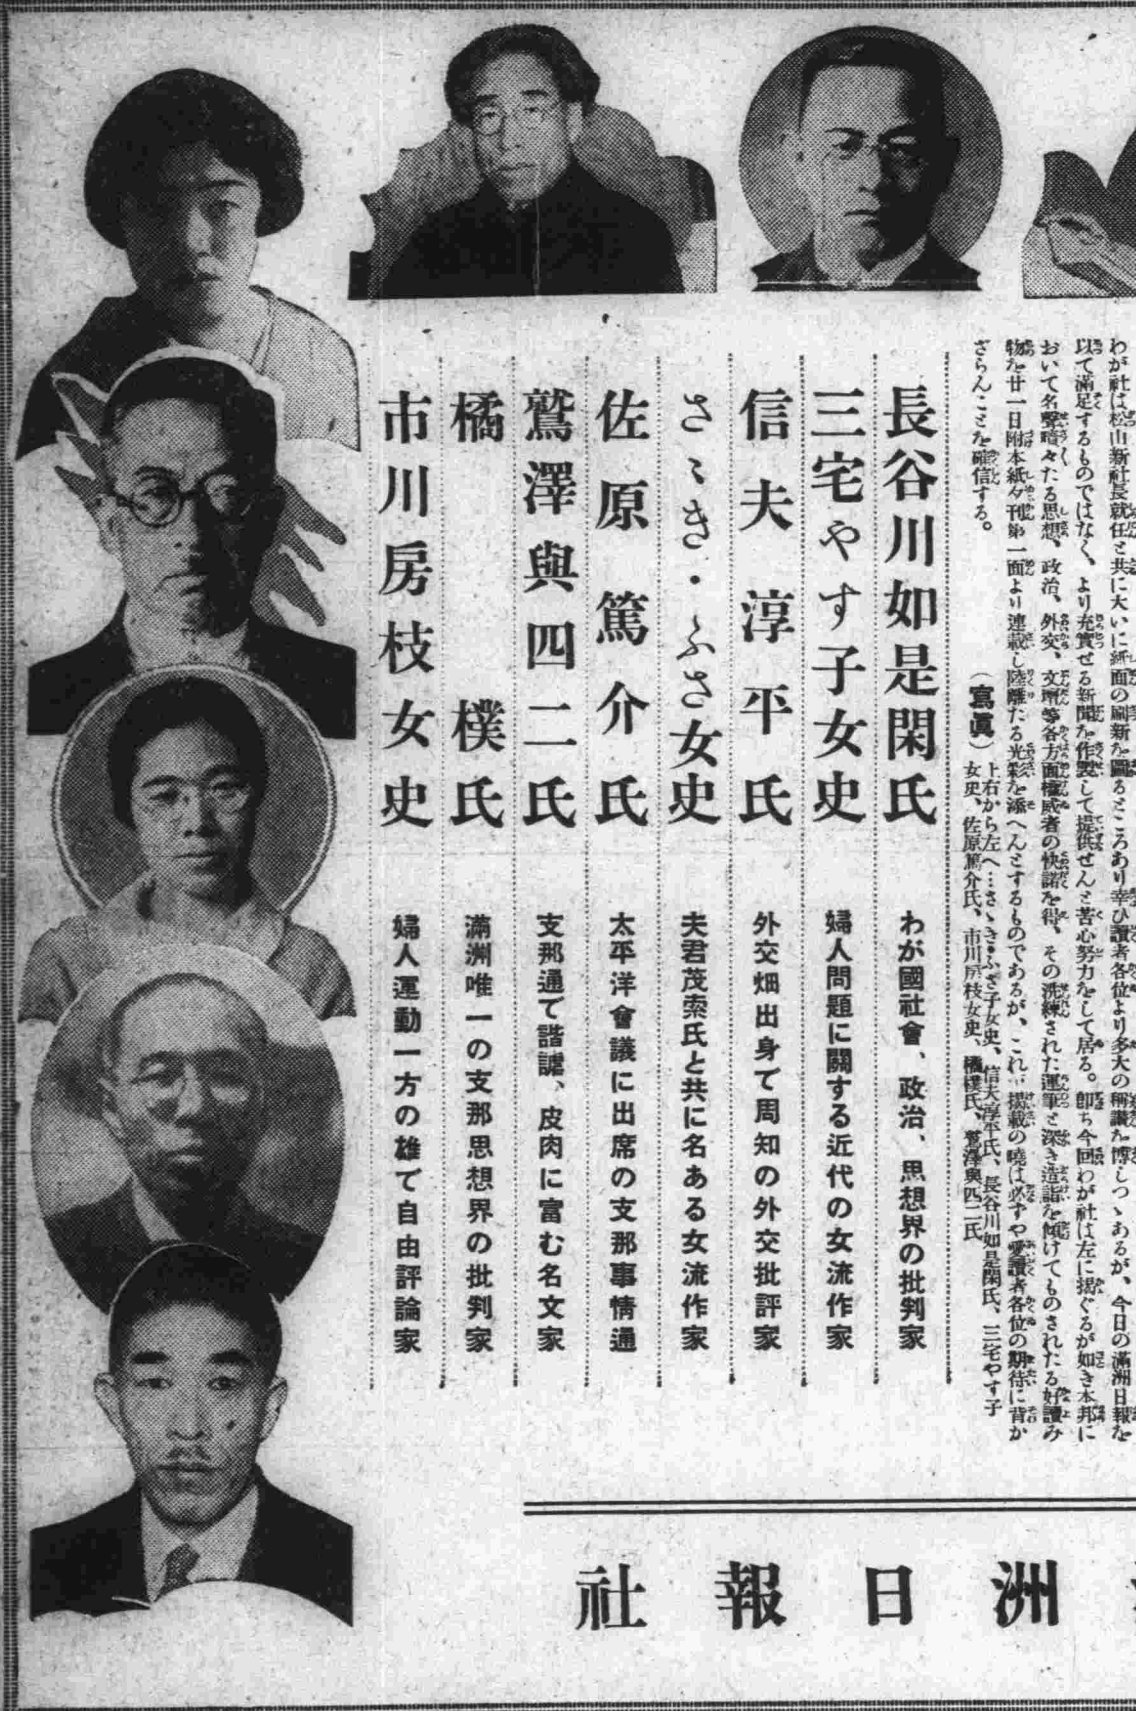 わが社は松山新社長就任と共に大いに紙面の刷新を圖るところあり幸ひ讀者各位より多大の稱讃を博しつゝあるが、今日の滿洲日報を
以て滿足するものではなく、より充實せる新聞を作製して提供せんと苦心努力をして居る。卽ち今回わが社は左に揭ぐるが如き本邦に
おいて名聲嘖々たる思想、政治、外交、文壇等各方面權威者の快諾を得、その洗練された運筆と深き造詣を傾けてものされたる好讀み
物を廿一日附本紙夕刊第一面より連載し陸離たる光彩を添へんとするものであるが、これ揭載の曉は必ずや愛讀者各位の期待に背か
ざらんことを確信する。
(寫眞)上右から左へ…さゝき・ふさ子女史、信夫淳平氏、長谷川如是閑氏、三宅やす子
女史、佐原篤介氏、市川房枝女史、橘樸氏、鷲澤與四二氏
長谷川如是閑氏 わが國社會、政治、思想界の批判家
三宅やす子女史 婦人問題に關する近代の女流作家
信夫淳平氏 外交畑出身で周知の外交批評家
さゝき・ふさ女史 夫君茂索氏と共に名ある女流作家
佐原篤介氏 太平洋會議に出席の支那事情通
鷲澤與四二氏 支那通で諧謔、皮肉に富む名文家
橘樸氏 滿洲唯一の支那思想界の批判家
市川房枝女史 婦人運動一方の雄で自由評論家
洲日報社